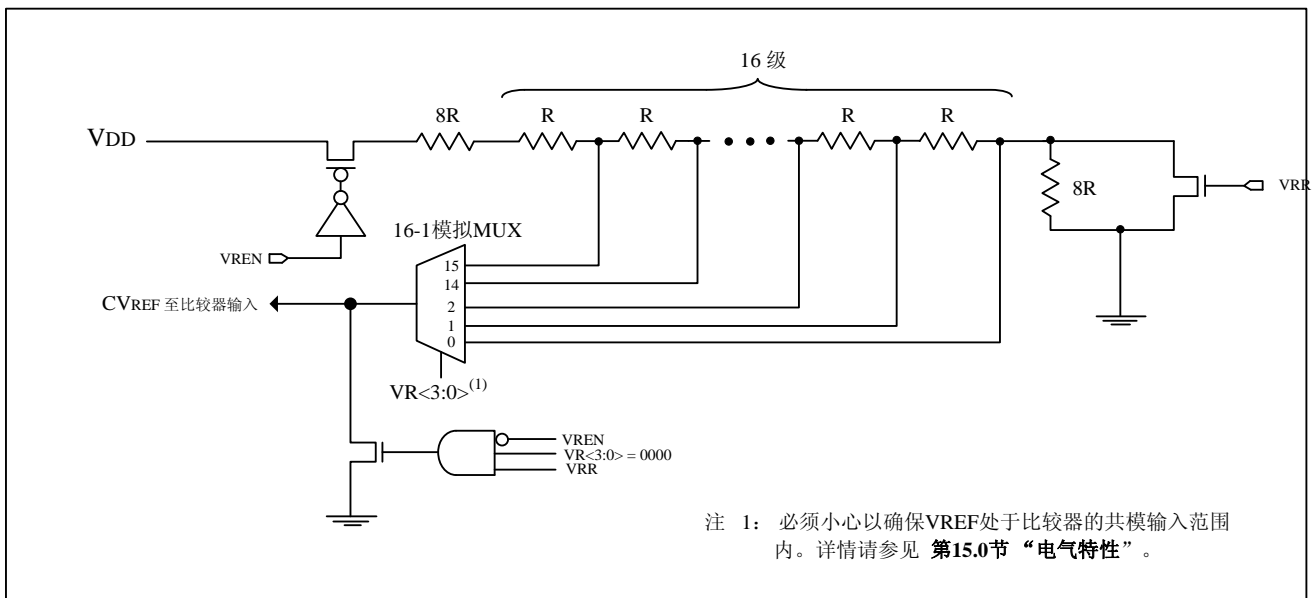 16 级
8R R R R R
VDD
8R
VRR
16-1模拟MUX
VREN
15
14
CVREF 至比较器输入
2
1
0
VR<3:0>(1)
VREN
VR<3:0> = 0000
VRR
注 1： 必须小心以确保VREF处于比较器的共模输入范围
内。详情请参见 第15.0节 “电气特性”。